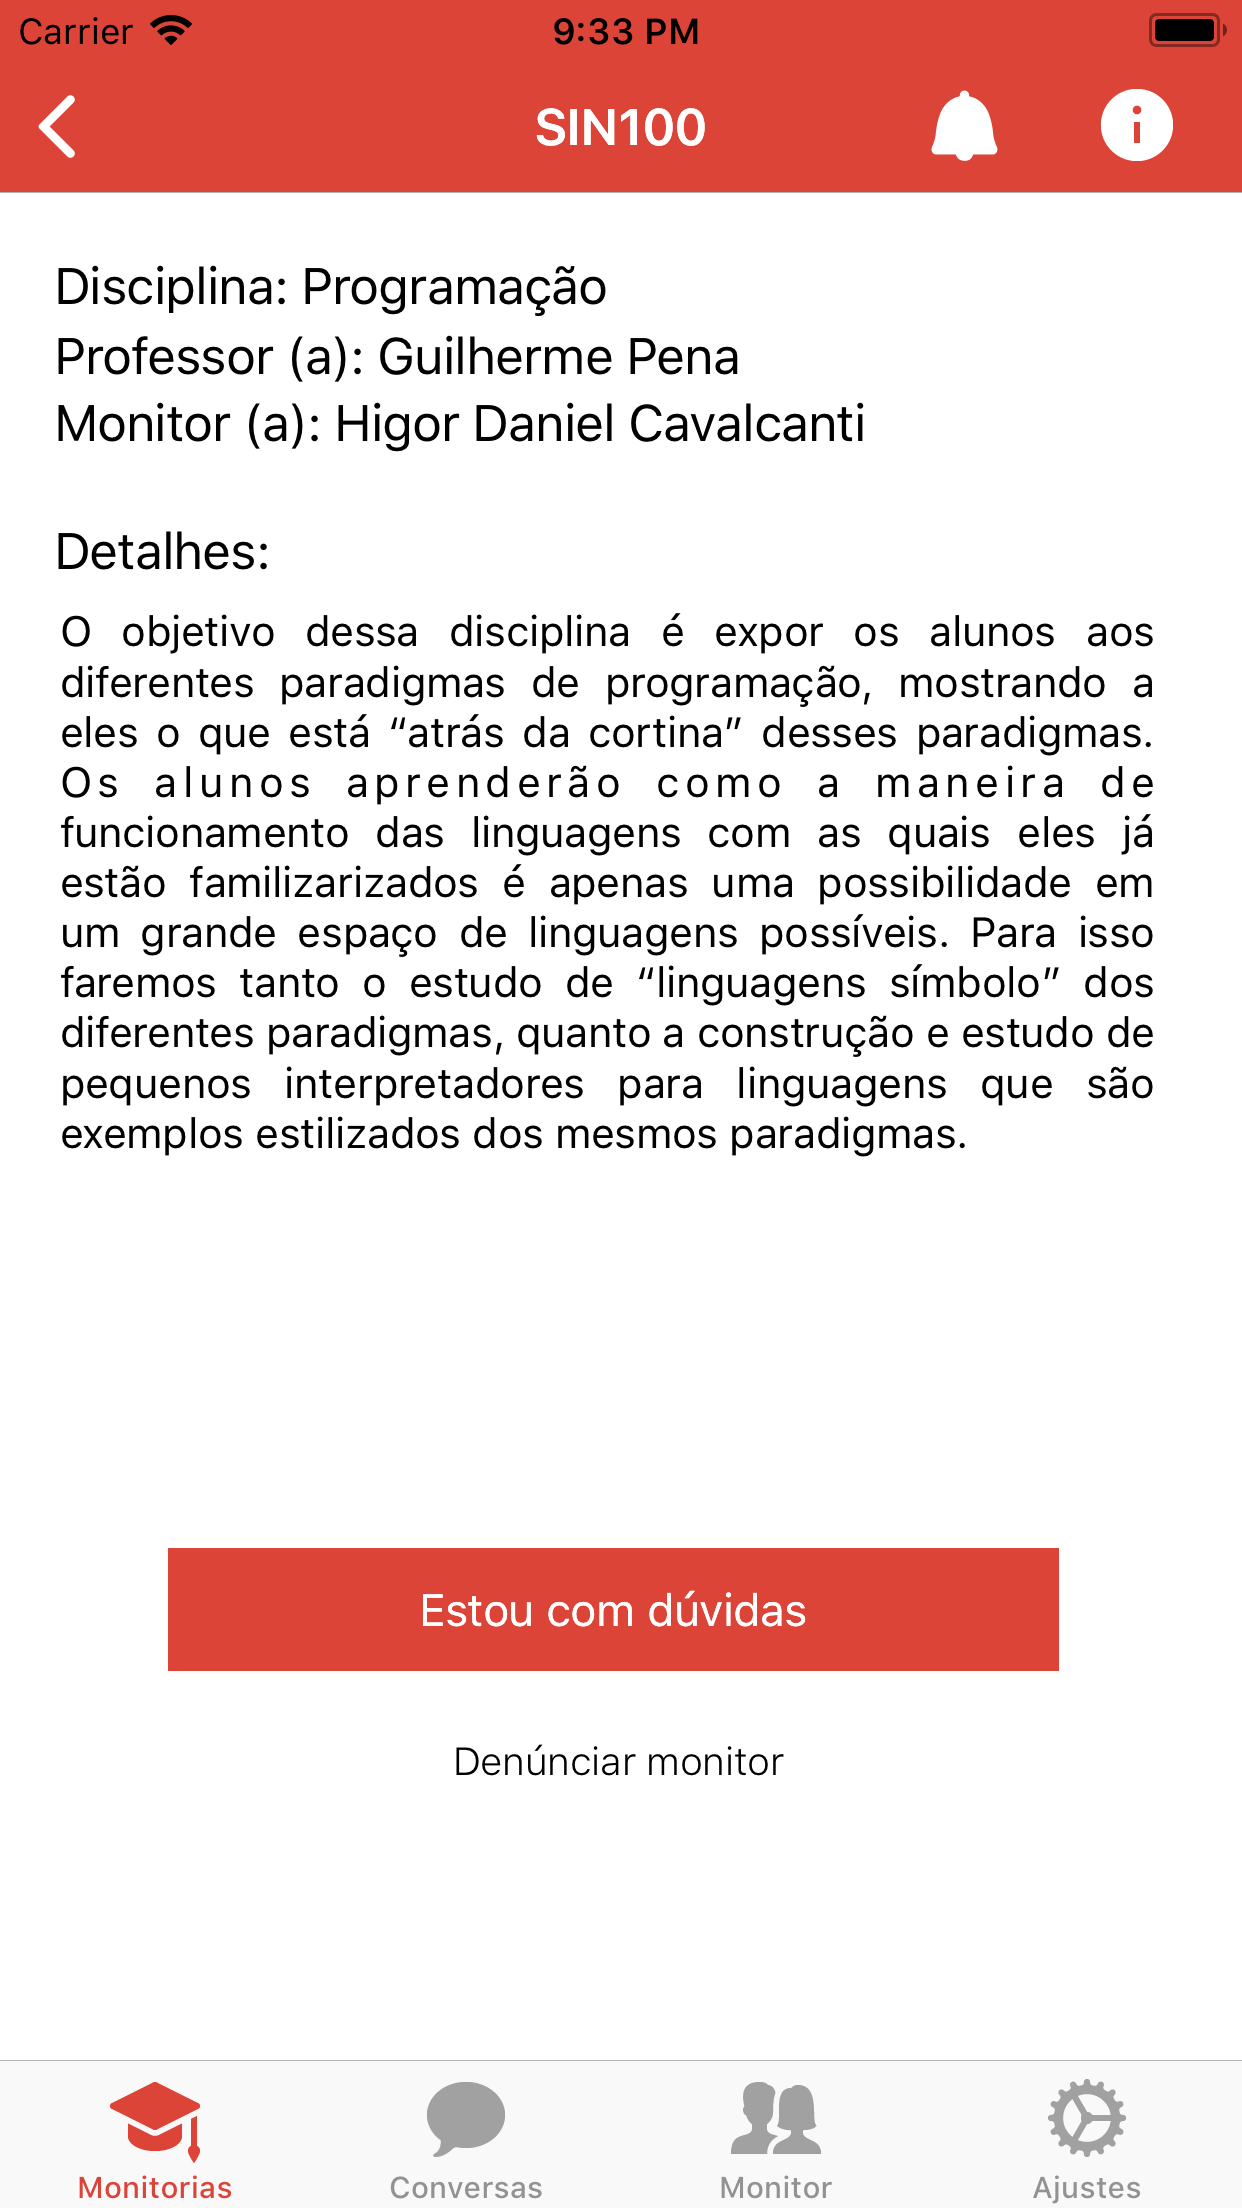 Carrier 9:33 PM
SIN100
Disciplina: Programação
Professor (a): Guilherme Pena
Monitor (a): Higor Daniel Cavalcanti
Detalhes:
O objetivo dessa disciplina é expor os alunos aos
diferentes paradigmas de programação, mostrando a
eles o que está “atrás da cortina” desses paradigmas.
Os alunos aprenderão como a maneira de
funcionamento das linguagens com as quais eles já
estão familizarizados é apenas uma possibilidade em
um grande espaço de linguagens possíveis. Para isso
faremos tanto o estudo de “linguagens símbolo” dos
diferentes paradigmas, quanto a construção e estudo de
pequenos interpretadores para linguagens que são
exemplos estilizados dos mesmos paradigmas.
Estou com dúvidas
Denúnciar monitor
Monitorias Conversas Monitor Ajustes